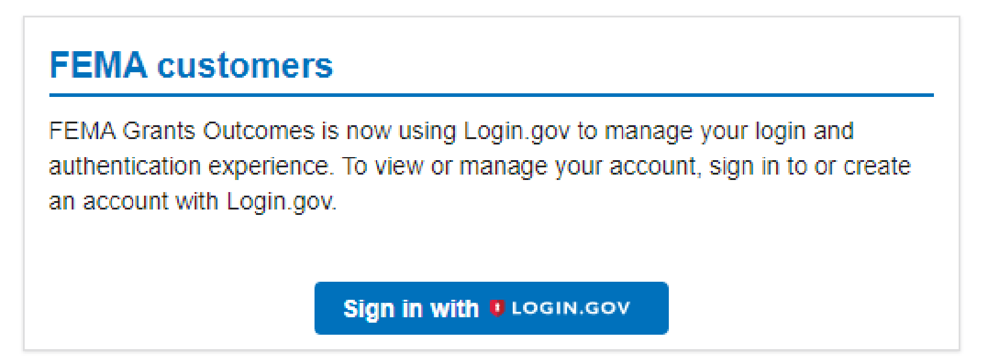 FEMA customers
FEMA Grants Outcomes is now using Login.gov to manage your login and
authentication experience. To view or manage your account, sign in to or create
an account with Login.gov.
Sign in with LOGIN.GOV